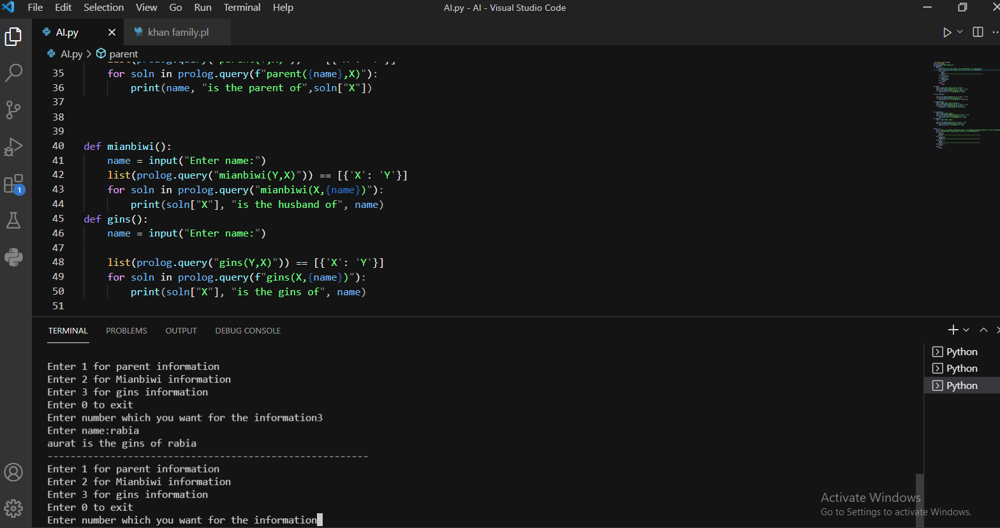 File Edit Selection View Go Run Terminal Help
AI.py - AI - Visual Studio Code
AI.py
khan family.pl
AI.py > parent
35 for soln in prolog.query(f"parent({name},X)"):
36 print(name, "is the parent of",soln["X"])
37
38
39
40 def mianbiwi():
41 name = input("Enter name:")
42 list(prolog.query("mianbiwi(Y,X)")) == [{'X': 'Y'}]
43 for soln in prolog.query("mianbiwi(X,{name})"):
44 print(soln["X"], "is the husband of", name)
45 def gins():
46 name = input("Enter name:")
47
48 list(prolog.query("gins(Y,X)")) == [{'X': 'Y'}]
49 for soln in prolog.query(f"gins(X,{name})"):
50 print(soln["X"], "is the gins of", name)
51
1
TERMINAL PROBLEMS OUTPUT DEBUG CONSOLE
Python
Python
Python
Enter 1 for parent information
Enter 2 for Mianbiwi information
Enter 3 for gins information
Enter 0 to exit
Enter number which you want for the information3
Enter name:rabia
aurat is the gins of rabia
--------------------------------------------------------
Enter 1 for parent information
Enter 2 for Mianbiwi information
Enter 3 for gins information
Enter 0 to exit
Enter number which you want for the information
Activate Windows
Go to Settings to activate Windows.